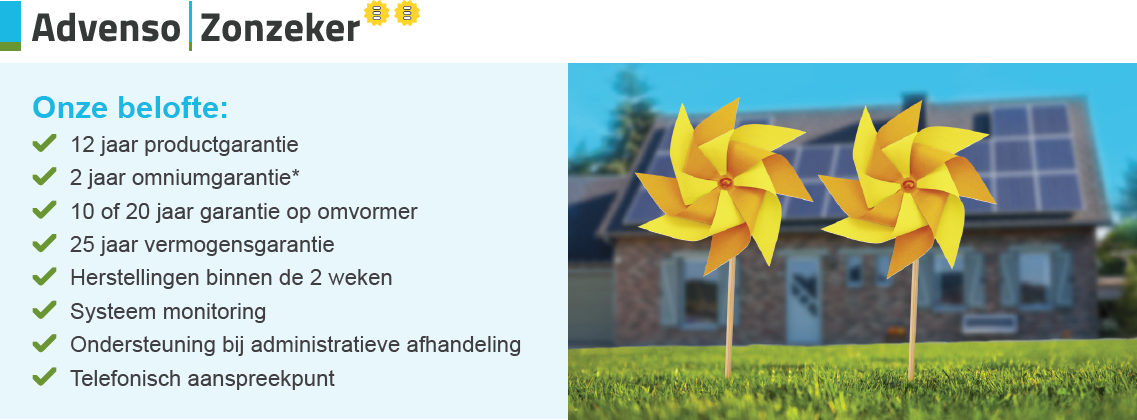 Advenso Zonzeker
Onze belofte:
12 jaar productgarantie
2 jaar omniumgarantie*
10 of 20 jaar garantie op omvormer
25 jaar vermogensgarantie
Herstellingen binnen de 2 weken
Systeem monitoring
Ondersteuning bij administratieve afhandeling
Telefonisch aanspreekpunt